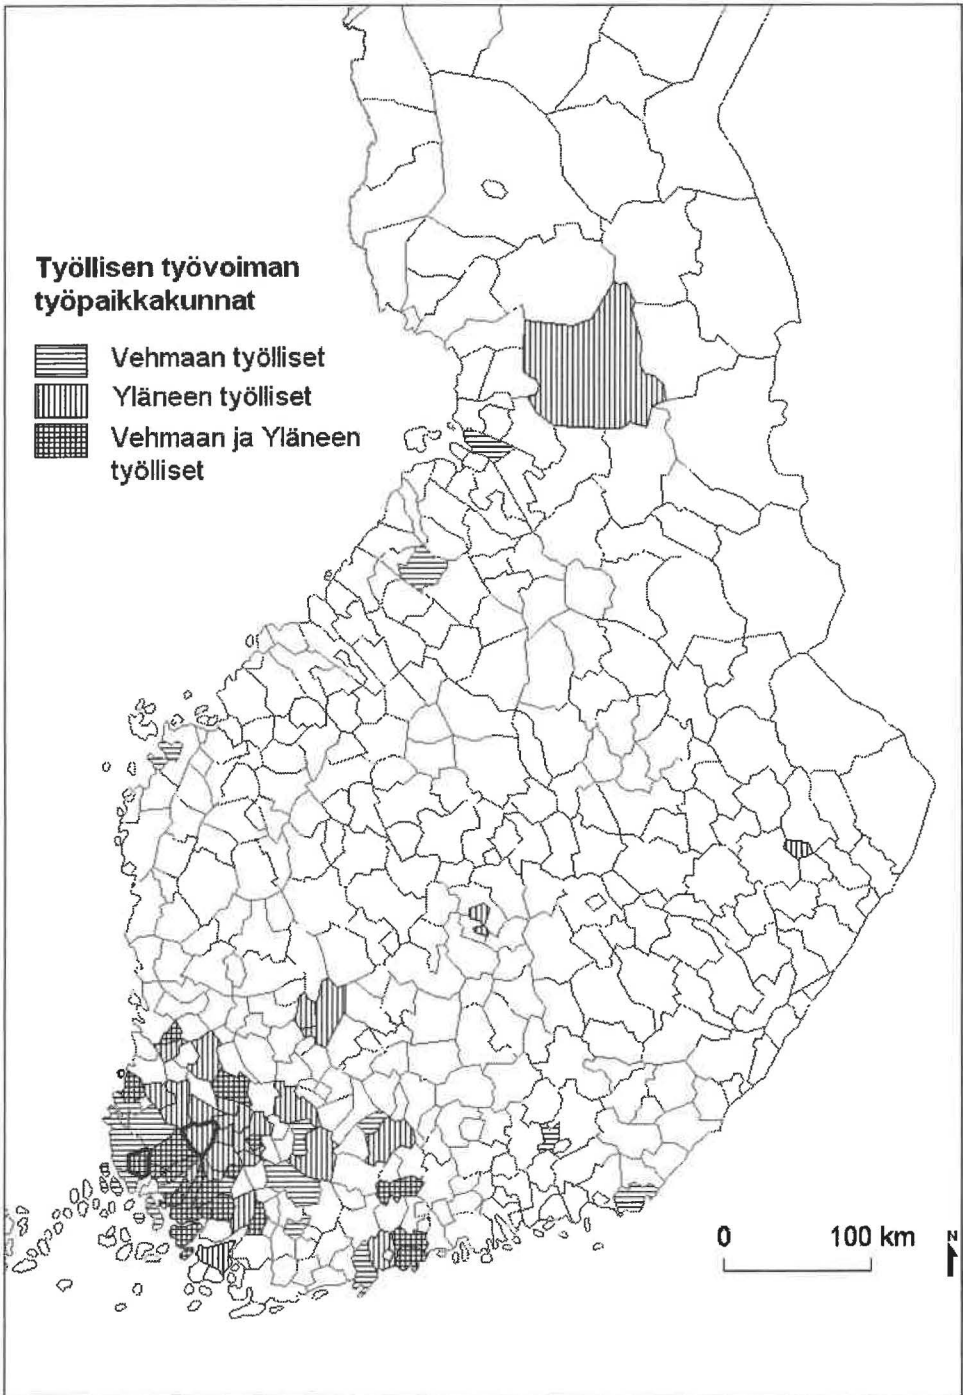 Työllisen työvoiman
työpaikkakunnat
Vehmaan työlliset
Yläneen työlliset
Vehmaan ja Yläneen
työlliset
0 100 km
N